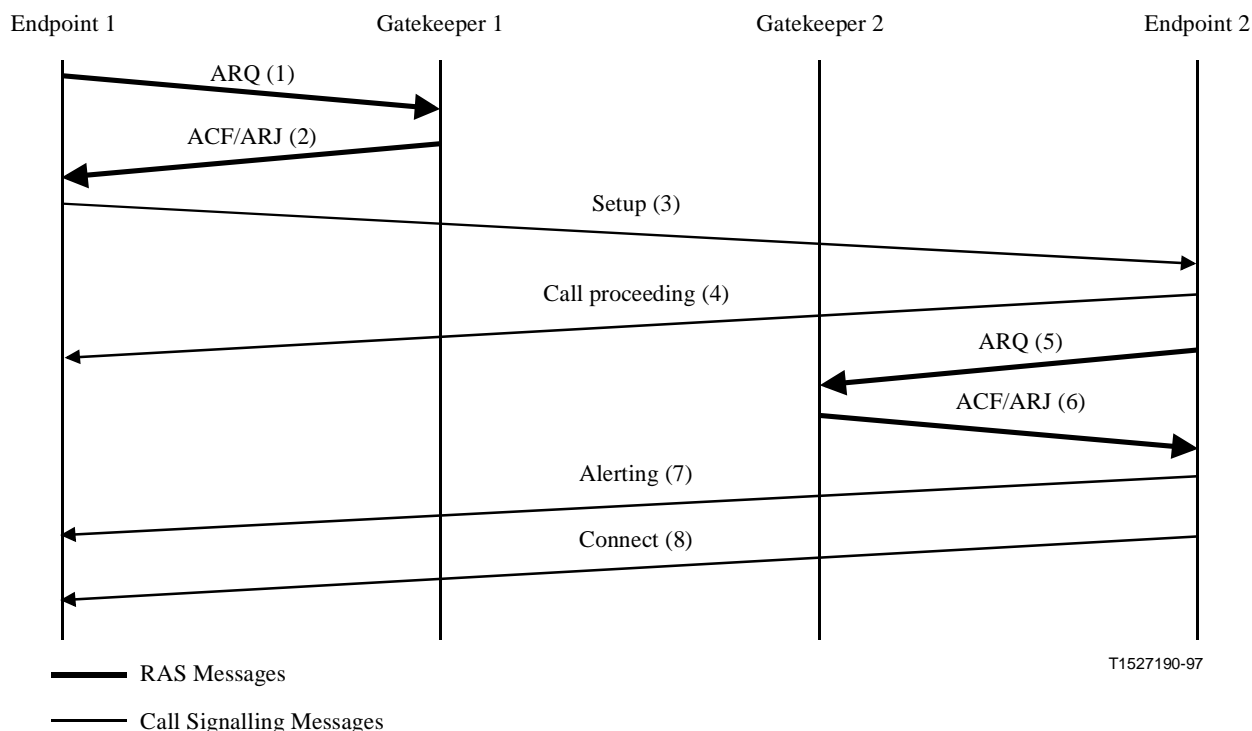 Endpoint 1 Gatekeeper 1 Gatekeeper 2 Endpoint 2
ARQ (1)
ACF/ARJ (2)
Setup (3)
Call proceeding (4)
ARQ (5)
ACF/ARJ (6)
Alerting (7)
Connect (8)
T1527190-97
RAS Messages
Call Signalling Messages